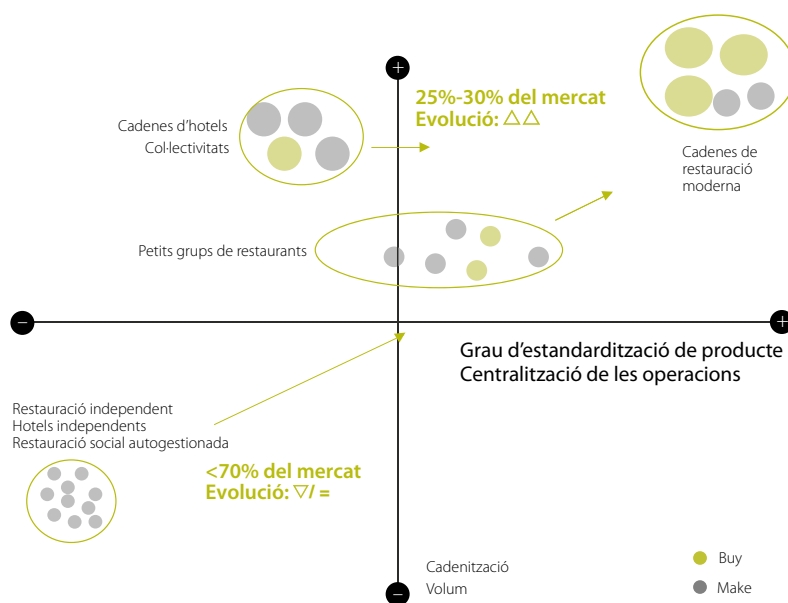 +
25%-30% del mercat
Evolució: △△
Cadenes d'hotels
Col·lectivitats
Cadenes de
restauració
moderna
Petits grups de restaurants
−
+
Grau d'estandardització de producte
Centralització de les operacions
Restauració independent
Hotels independents
Restauració social autogestionada
<70% del mercat
Evolució: ▽/ =
Cadenització
Volum
−
Buy
Make